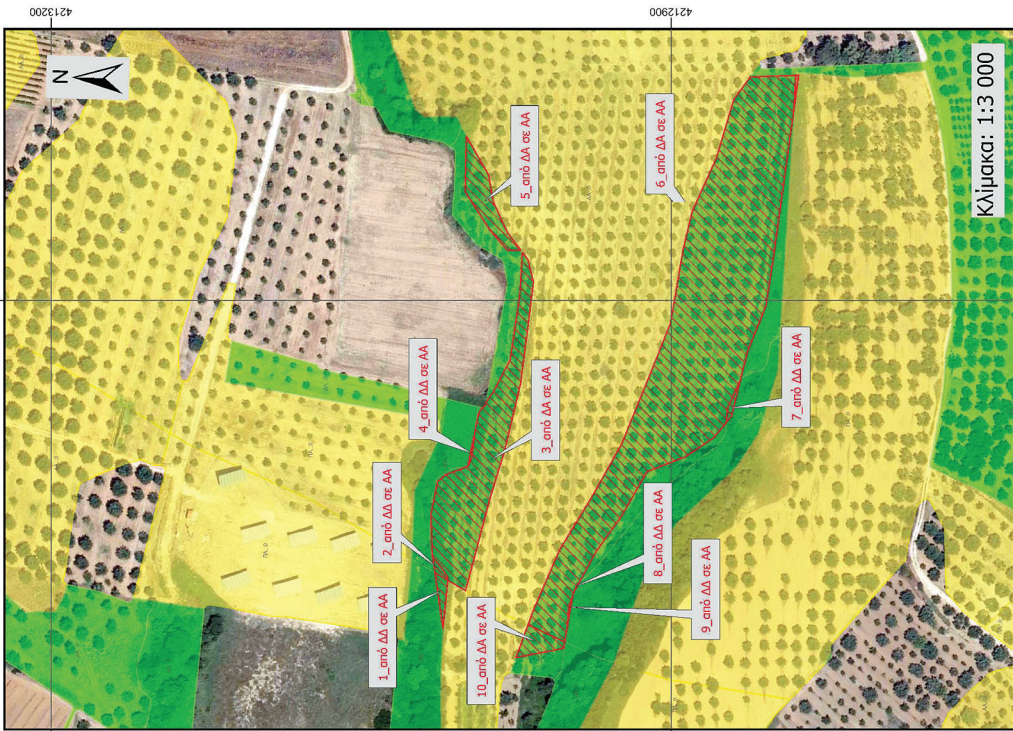 4213200
4212900
N
Κλίμακα: 1:3 000
5_από ΔΑ σε ΑΑ
6_από ΔΑ σε ΑΑ
4_από ΔΔ σε ΑΑ
3_από ΔΑ σε ΑΑ
7_από ΔΔ σε ΑΑ
2_από ΔΔ σε ΑΑ
8_από ΔΔ σε ΑΑ
1_από ΔΔ σε ΑΑ
10_από ΔΑ σε ΑΑ
9_από ΔΔ σε ΑΑ